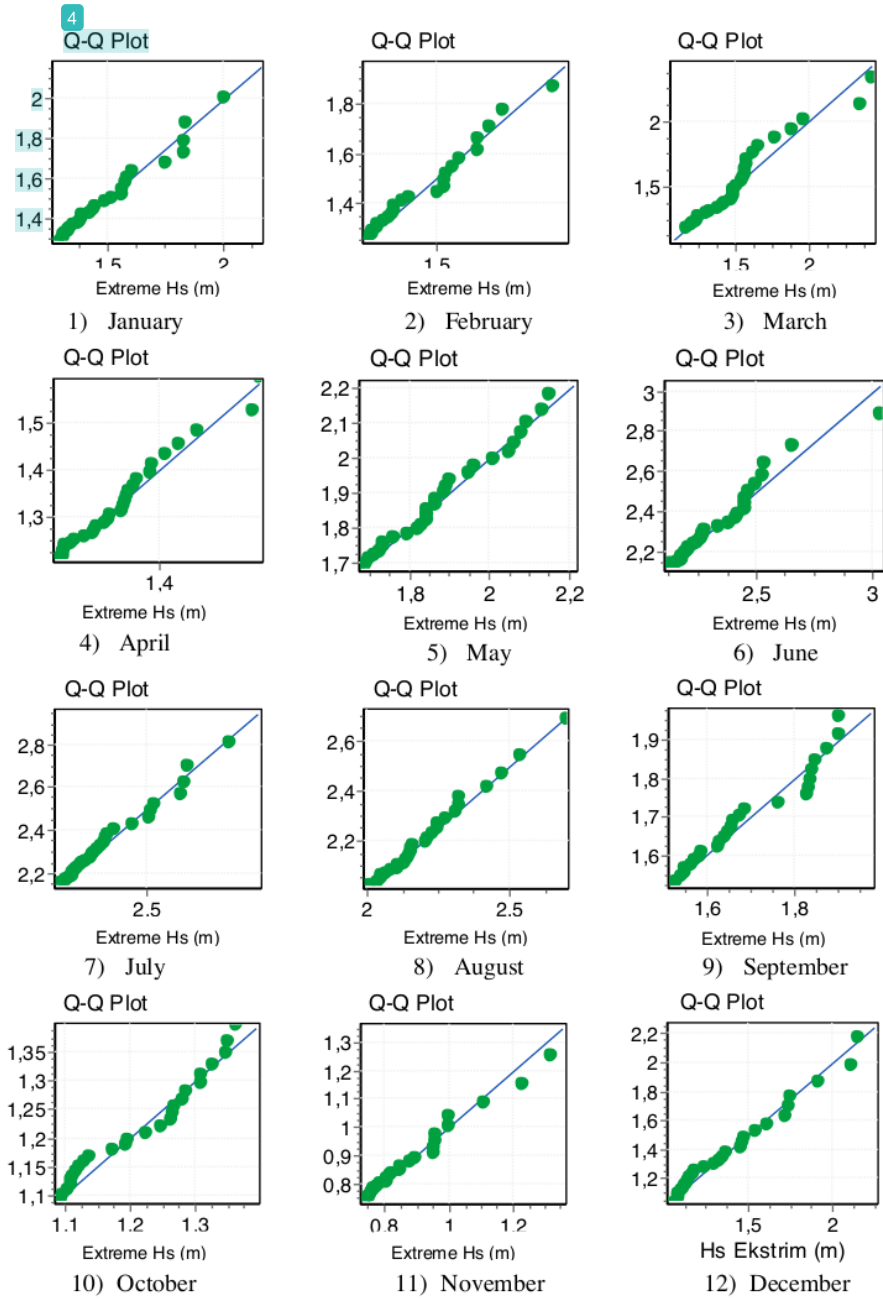 4
Q-Q Plot
2
1,8
1,6
1,4
1.5
2
Extreme Hs (m)
1) January
Q-Q Plot
1,8
1,6
1,4
1.5
Extreme Hs (m)
2) February
Q-Q Plot
2
1,5
1.5
2
Extreme Hs (m)
3) March
Q-Q Plot
1,5
1,4
1,3
1,4
Extreme Hs (m)
4) April
Q-Q Plot
2,2
2,1
2
1,9
1,8
1,7
1,8
2
2,2
Extreme Hs (m)
5) May
Q-Q Plot
3
2,8
2,6
2,4
2,2
2,5
3
Extreme Hs (m)
6) June
Q-Q Plot
2,8
2,6
2,4
2,2
2.5
Extreme Hs (m)
7) July
Q-Q Plot
2,6
2,4
2,2
2
2.5
Extreme Hs (m)
8) August
Q-Q Plot
1,9
1,8
1,7
1,6
1,6
1,8
Extreme Hs (m)
9) September
Q-Q Plot
1,35
1,3
1,25
1,2
1,15
1,1
1.1
1.2
1.3
Extreme Hs (m)
10) October
Q-Q Plot
1,3
1,2
1,1
1
0,9
0,8
0.8
1
1.2
Extreme Hs (m)
11) November
Q-Q Plot
2,2
2
1,8
1,6
1,4
1,2
1,5
2
Hs Ekstrim (m)
12) December